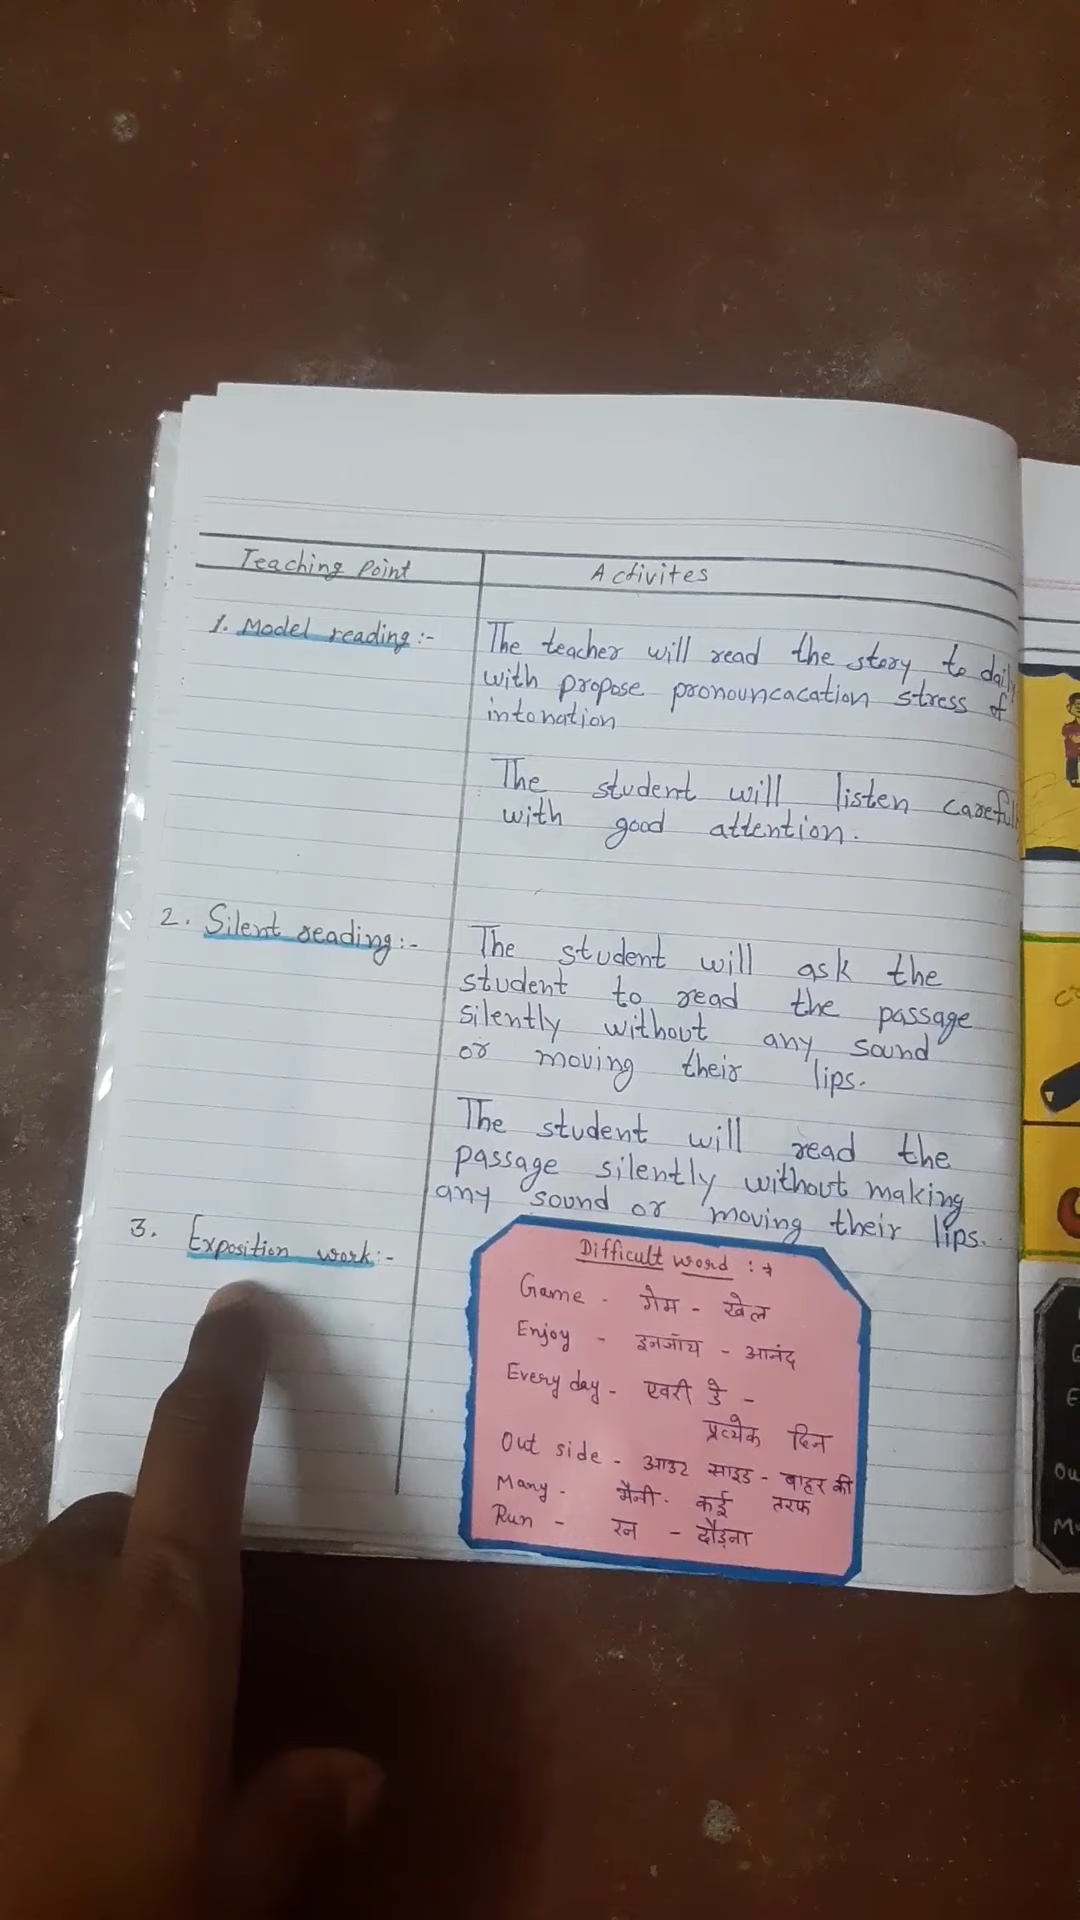 Teaching Point
Activites
1. Model reading :-
The teacher will read the story to daily
with propose pronouncacation stress of
intonation
The student will listen carefull
with good attention.
2. Silent reading:-
The student will ask the
student to read the passage
silently without any sound
or moving their lips.
The student will read the
passage silently without making
any sound or moving their lips.
3. Exposition work:-
Difficult word :→
Game - गेम - खेल
Enjoy - इनजॉय - आनंद
Every day - एवरी डे -
प्रत्येक दिन
Out side - आउट साइड - बाहर की
तरफ
Many - मैनी - कई
Run - रन - दौड़ना